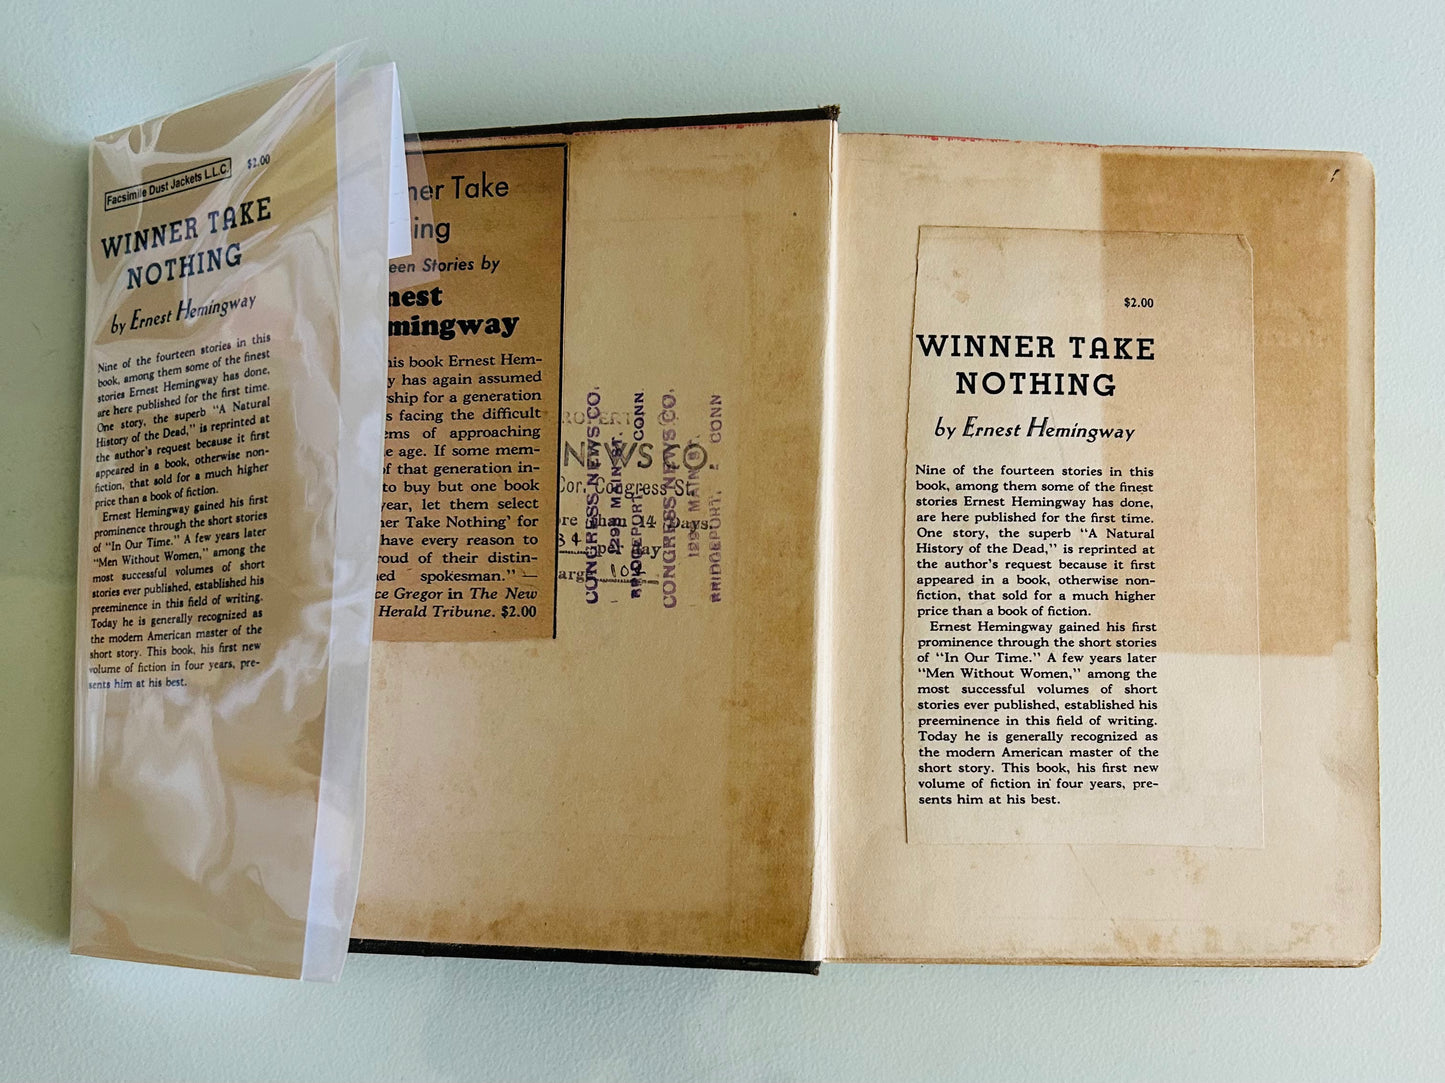 Facsimile Dust Jackets L.L.C. $2.00
WINNER TAKE
NOTHING
by Ernest Hemingway
Nine of the fourteen stories in this
book, among them some of the finest
stories Ernest Hemingway has done,
are here published for the first time.
One story, the superb "A Natural
History of the Dead," is reprinted at
the author's request because it first
appeared in a book, otherwise non-
fiction, that sold for a much higher
price than a book of fiction.
Ernest Hemingway gained his first
prominence through the short stories
of "In Our Time." A few years later
"Men Without Women," among the
most successful volumes of short
stories ever published, established his
preeminence in this field of writing.
Today he is generally recognized as
the modern American master of the
short story. This book, his first new
volume of fiction in four years, pre-
sents him at his best.
ner Take
ing
een Stories by
nest
mingway
his book Ernest Hem-
y has again assumed
rship for a generation
s facing the difficult
ems of approaching
e age. If some mem-
of that generation in-
to buy but one book
year, let them select
ner Take Nothing' for
have every reason to
roud of their distin-
ed spokesman."—
ce Gregor in The New
Herald Tribune. $2.00
NEWS CO.
Cor. Congress St.
re than 14 Days.
34 per day
arge 10¢
CONGRESS NEWS CO.
1299 MAIN ST.
BRIDGEPORT, CONN
CONGRESS NEWS CO.
1299 MAIN ST.
BRIDGEPORT, CONN
$2.00
WINNER TAKE
NOTHING
by Ernest Hemingway
Nine of the fourteen stories in this
book, among them some of the finest
stories Ernest Hemingway has done,
are here published for the first time.
One story, the superb "A Natural
History of the Dead," is reprinted at
the author's request because it first
appeared in a book, otherwise non-
fiction, that sold for a much higher
price than a book of fiction.
Ernest Hemingway gained his first
prominence through the short stories
of "In Our Time." A few years later
"Men Without Women," among the
most successful volumes of short
stories ever published, established his
preeminence in this field of writing.
Today he is generally recognized as
the modern American master of the
short story. This book, his first new
volume of fiction in four years, pre-
sents him at his best.